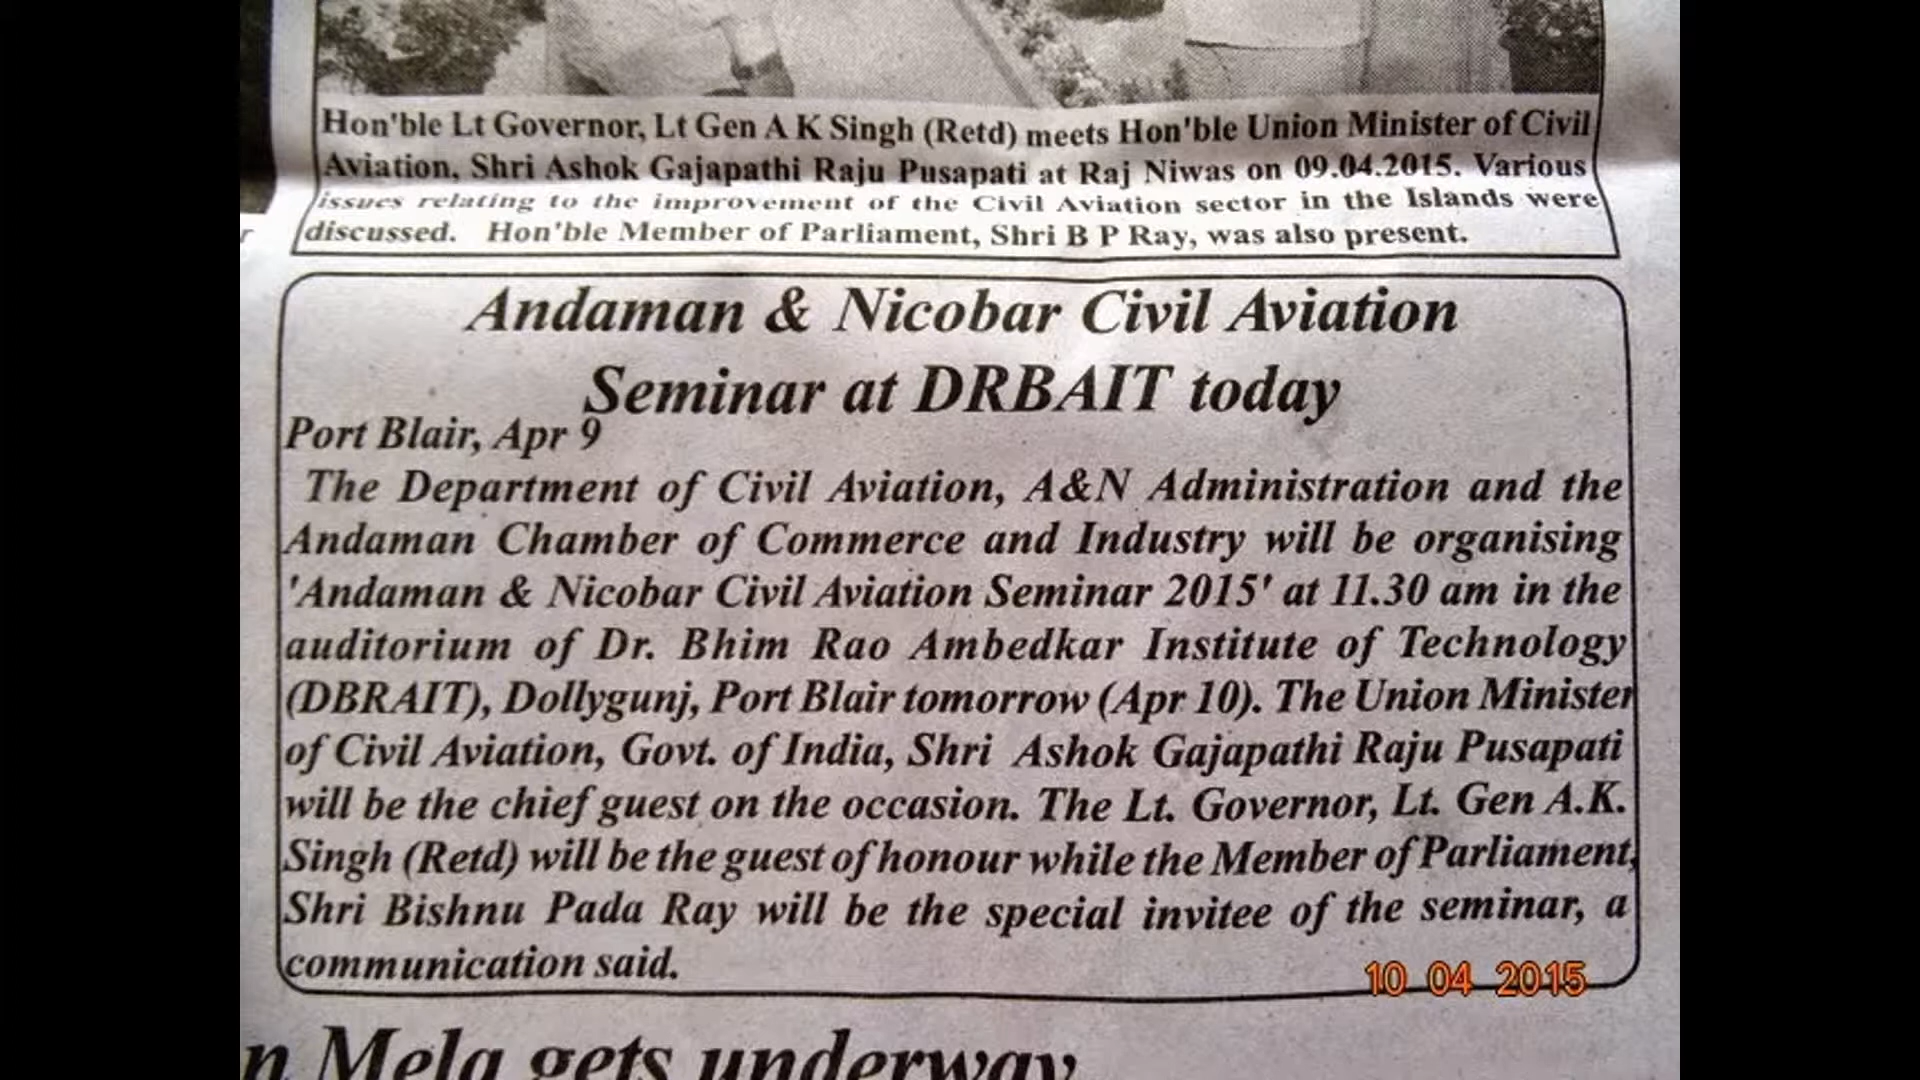 Hon'ble Lt Governor, Lt Gen A K Singh (Retd) meets Hon'ble Union Minister of Civil
Aviation, Shri Ashok Gajapathi Raju Pusapati at Raj Niwas on 09.04.2015. Various
issues relating to the improvement of the Civil Aviation sector in the Islands were
discussed. Hon'ble Member of Parliament, Shri B P Ray, was also present.
r
Andaman & Nicobar Civil Aviation
Seminar at DRBAIT today
Port Blair, Apr 9
The Department of Civil Aviation, A&N Administration and the
Andaman Chamber of Commerce and Industry will be organising
'Andaman & Nicobar Civil Aviation Seminar 2015' at 11.30 am in the
auditorium of Dr. Bhim Rao Ambedkar Institute of Technology
(DBRAIT), Dollygunj, Port Blair tomorrow (Apr 10). The Union Minister
of Civil Aviation, Govt. of India, Shri Ashok Gajapathi Raju Pusapati
will be the chief guest on the occasion. The Lt. Governor, Lt. Gen A.K.
Singh (Retd) will be the guest of honour while the Member of Parliament,
Shri Bishnu Pada Ray will be the special invitee of the seminar, a
communication said.
10 04 2015
n Mela gets underway